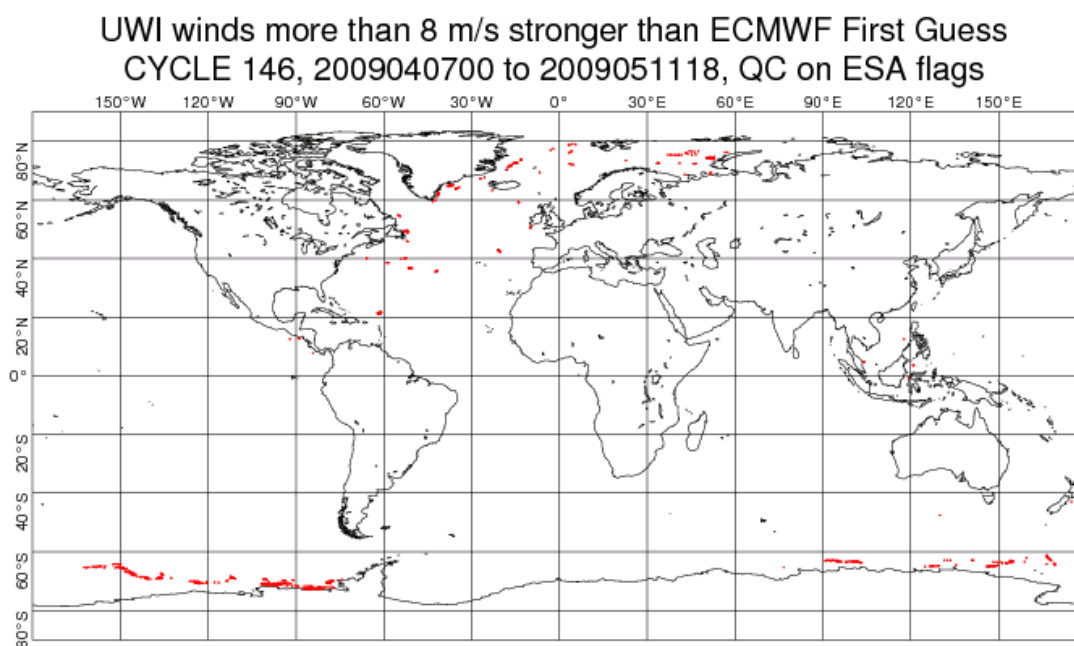 UWI winds more than 8 m/s stronger than ECMWF First Guess
CYCLE 146, 2009040700 to 2009051118, QC on ESA flags
150°W 120°W 90°W 60°W 30°W 0° 30°E 60°E 90°E 120°E 150°E
80°N
60°N
40°N
20°N
0°
20°S
40°S
60°S
80°S